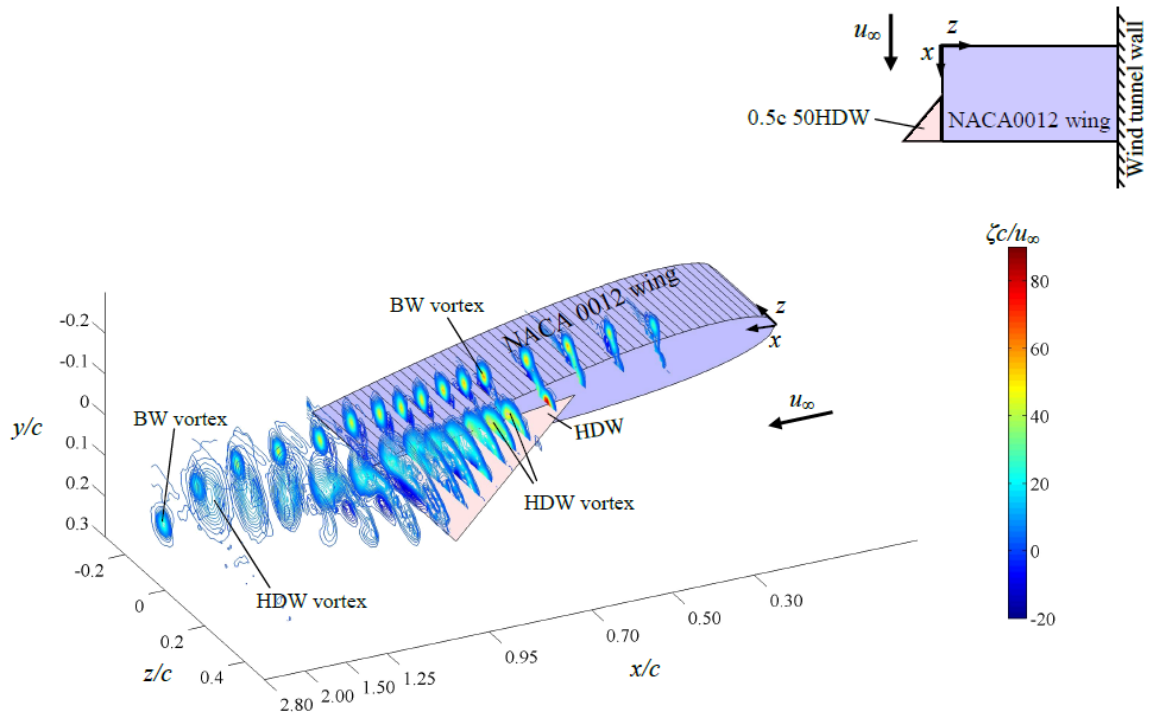 u∞
z
x
0.5c 50HDW
NACA0012 wing
Wind tunnel wall
ζc/u∞
80
60
40
20
0
-20
NACA 0012 wing
BW vortex
z
x
u∞
HDW
HDW vortex
BW vortex
HDW vortex
y/c
-0.2
-0.1
0
0.1
0.2
0.3
z/c
-0.2
0
0.2
0.4
x/c
2.80
2.00
1.50
1.25
0.95
0.70
0.50
0.30